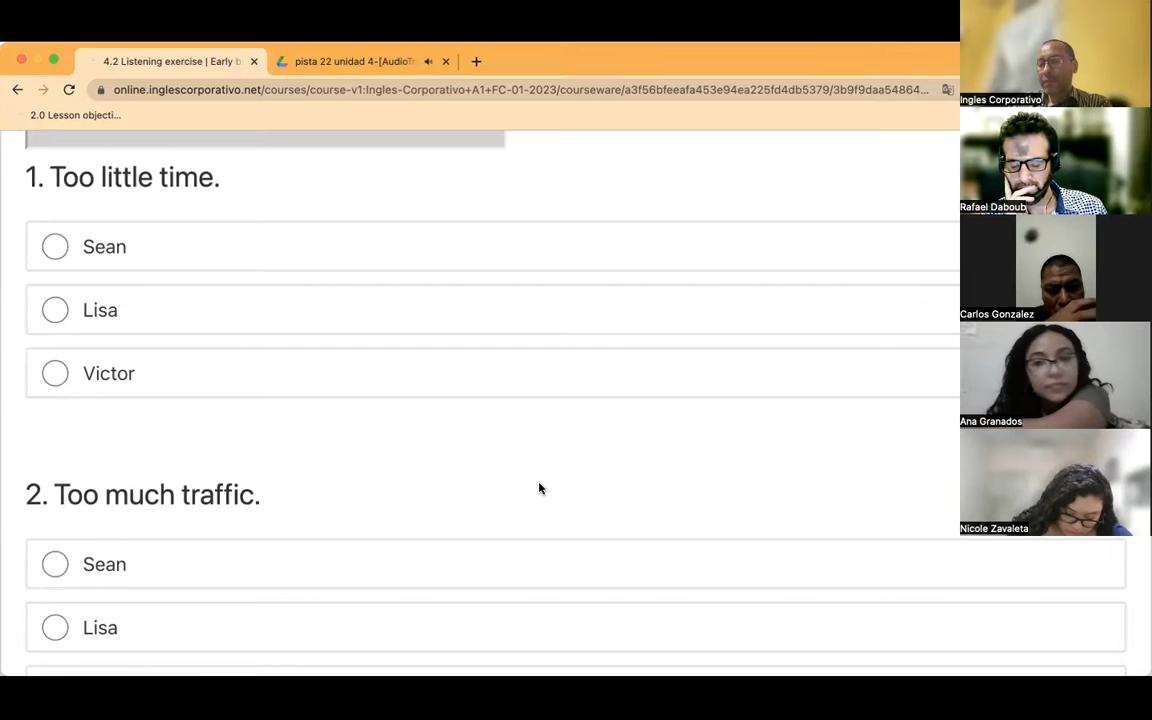 4.2 Listening exercise | Early b
pista 22 unidad 4-[AudioTr
online.inglescorporativo.net/courses/course-v1:Ingles-Corporativo+A1+FC-01-2023/courseware/a3f56bfeeafa453e94ea225fd4db5379/3b9f9daa54864...
2.0 Lesson objecti...
1. Too little time.
Sean
Lisa
Victor
2. Too much traffic.
Sean
Lisa
Ingles Corporativo
Rafael Daboub
Carlos Gonzalez
Ana Granados
Nicole Zavaleta